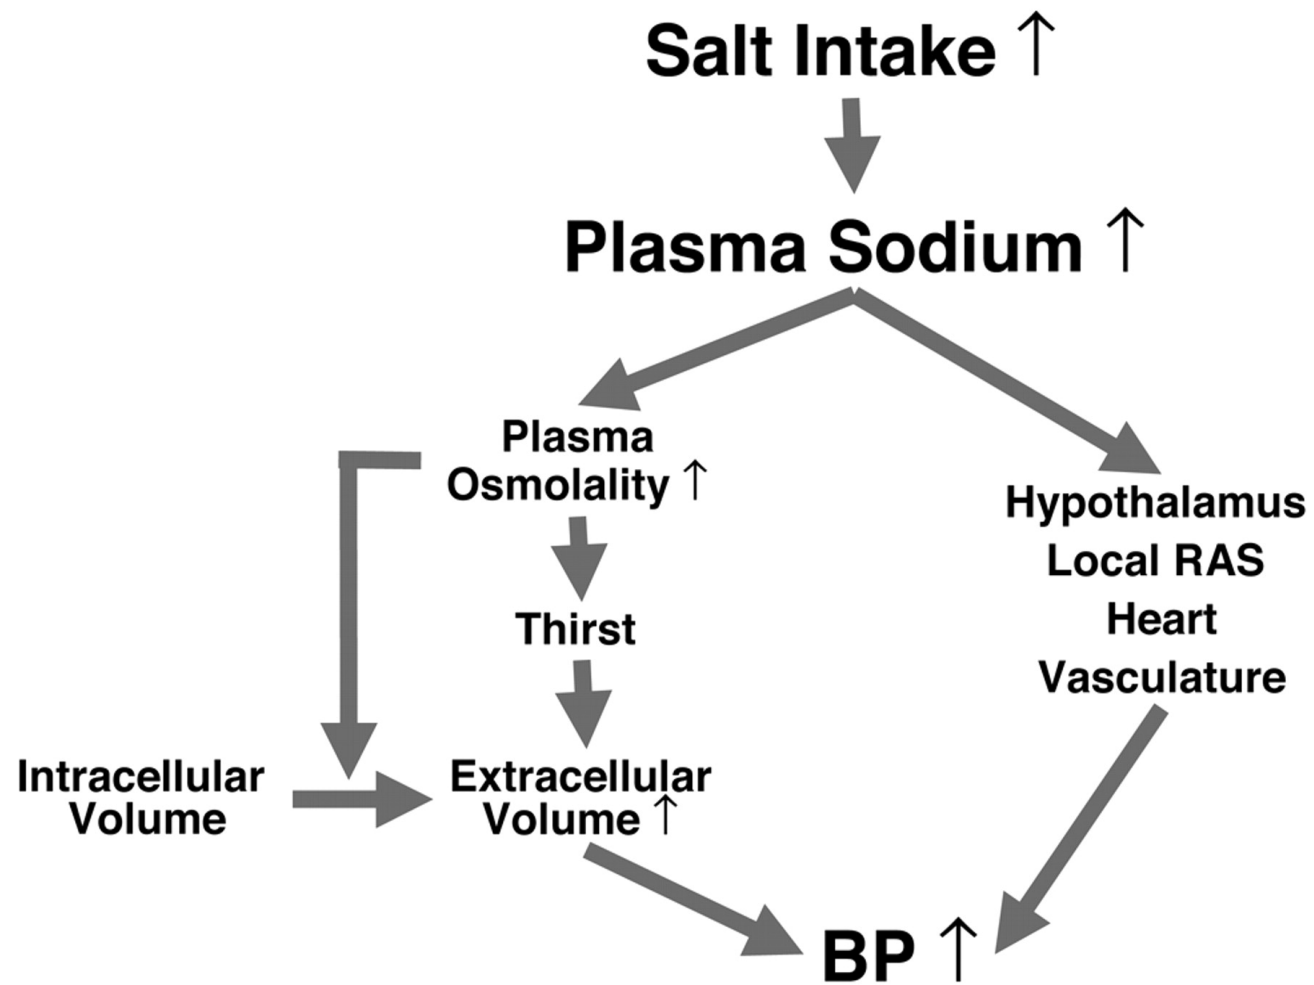 Salt Intake ↑
Plasma Sodium ↑
Plasma
Osmolality ↑
Thirst
Hypothalamus
Local RAS
Heart
Vasculature
Intracellular
Volume
Extracellular
Volume ↑
BP ↑